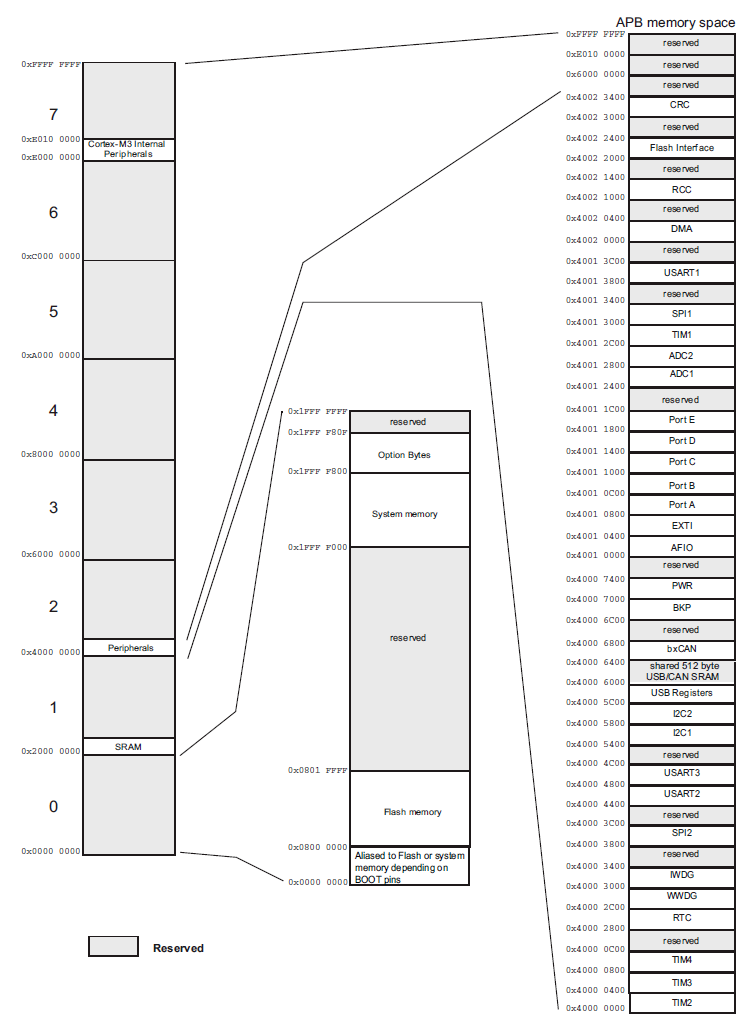 APB memory space
0xFFFF FFFF
reserved
0xE010 0000
reserved
0x6000 0000
reserved
0x4002 3400
CRC
0x4002 3000
reserved
0x4002 2400
Flash Interface
0x4002 2000
reserved
0x4002 1400
RCC
0x4002 1000
reserved
0x4002 0400
DMA
0x4002 0000
reserved
0x4001 3C00
USART1
0x4001 3800
reserved
0x4001 3400
SPI1
0x4001 3000
TIM1
0x4001 2C00
ADC2
0x4001 2800
ADC1
0x4001 2400
reserved
0x4001 1C00
Port E
0x4001 1800
Port D
0x4001 1400
Port C
0x4001 1000
Port B
0x4001 0C00
Port A
0x4001 0800
EXTI
0x4001 0400
AFIO
0x4001 0000
reserved
0x4000 7400
PWR
0x4000 7000
BKP
0x4000 6C00
reserved
0x4000 6800
bxCAN
0x4000 6400
shared 512 byte
USB/CAN SRAM
0x4000 6000
USB Registers
0x4000 5C00
I2C2
0x4000 5800
I2C1
0x4000 5400
reserved
0x4000 4C00
USART3
0x4000 4800
USART2
0x4000 4400
reserved
0x4000 3C00
SPI2
0x4000 3800
reserved
0x4000 3400
IWDG
0x4000 3000
WWDG
0x4000 2C00
RTC
0x4000 2800
reserved
0x4000 0C00
TIM4
0x4000 0800
TIM3
0x4000 0400
TIM2
0x4000 0000
0xFFFF FFFF
7
0xE010 0000
Cortex-M3 Internal
Peripherals
0xE000 0000
6
0xC000 0000
5
0xA000 0000
4
0x8000 0000
3
0x6000 0000
2
Peripherals
0x4000 0000
1
SRAM
0x2000 0000
0
0x0000 0000
0x1FFF FFFF
reserved
0x1FFF F80F
Option Bytes
0x1FFF F800
System memory
0x1FFF F000
reserved
0x0801 FFFF
Flash memory
0x0800 0000
Aliased to Flash or system
memory depending on
BOOT pins
0x0000 0000
Reserved